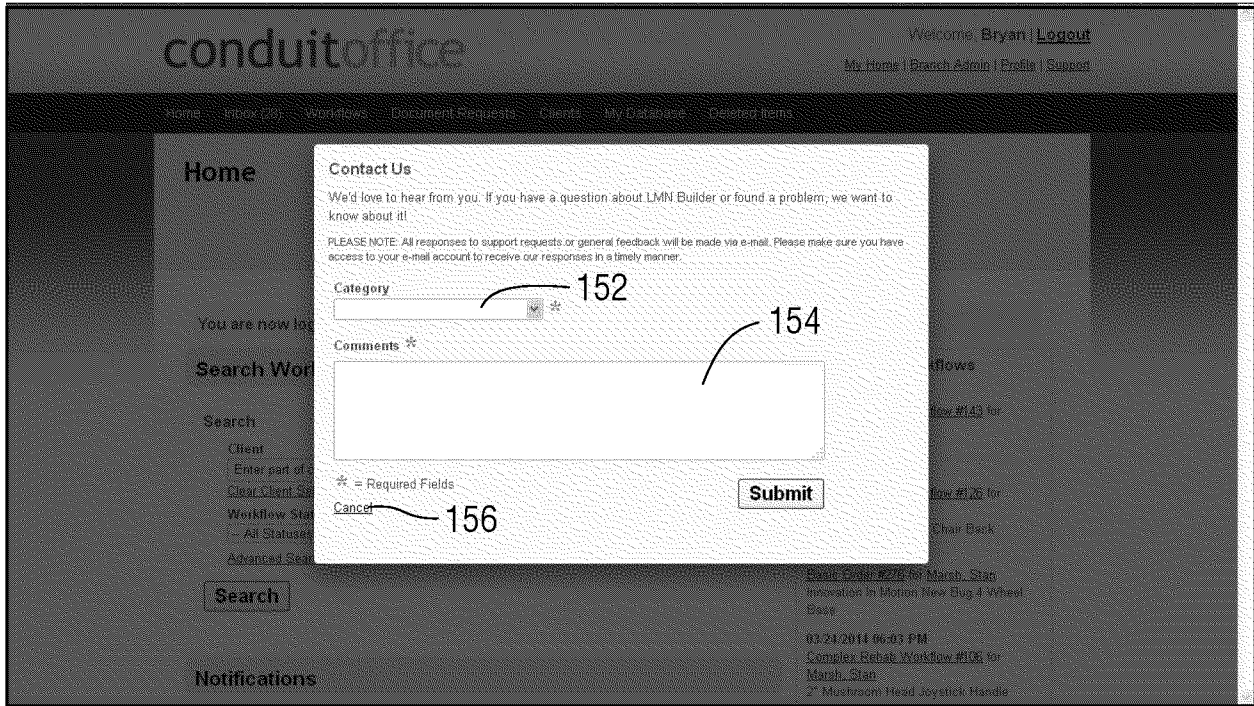 conduitoffice
Welcome, Bryan | Logout
My Home | Branch Admin | Profile | Support
Home Inbox (28) Workflows Document Requests Clients My Database Deleted Items
Home
Contact Us
We'd love to hear from you. If you have a question about LMN Builder or found a problem, we want to
know about it!
PLEASE NOTE: All responses to support requests or general feedback will be made via e-mail. Please make sure you have
access to your e-mail account to receive our responses in a timely manner.
Category
152
*
You are now log
154
Comments *
Search Wor
kflows
Search
flow #143 for
Client
Enter part of
Clear Client Se
* = Required Fields
Submit
flow #126 for
Cancel
156
Workflow Stat
-- All Statuses
Chair Back
Advanced Sear
Basic Order #276 for Marsh, Stan
Innovation In Motion New Bug 4 Wheel
Base
Search
03/24/2014 06:03 PM
Complex Rehab Workflow #106 for
Marsh, Stan
Notifications
2" Mushroom Head Joystick Handle